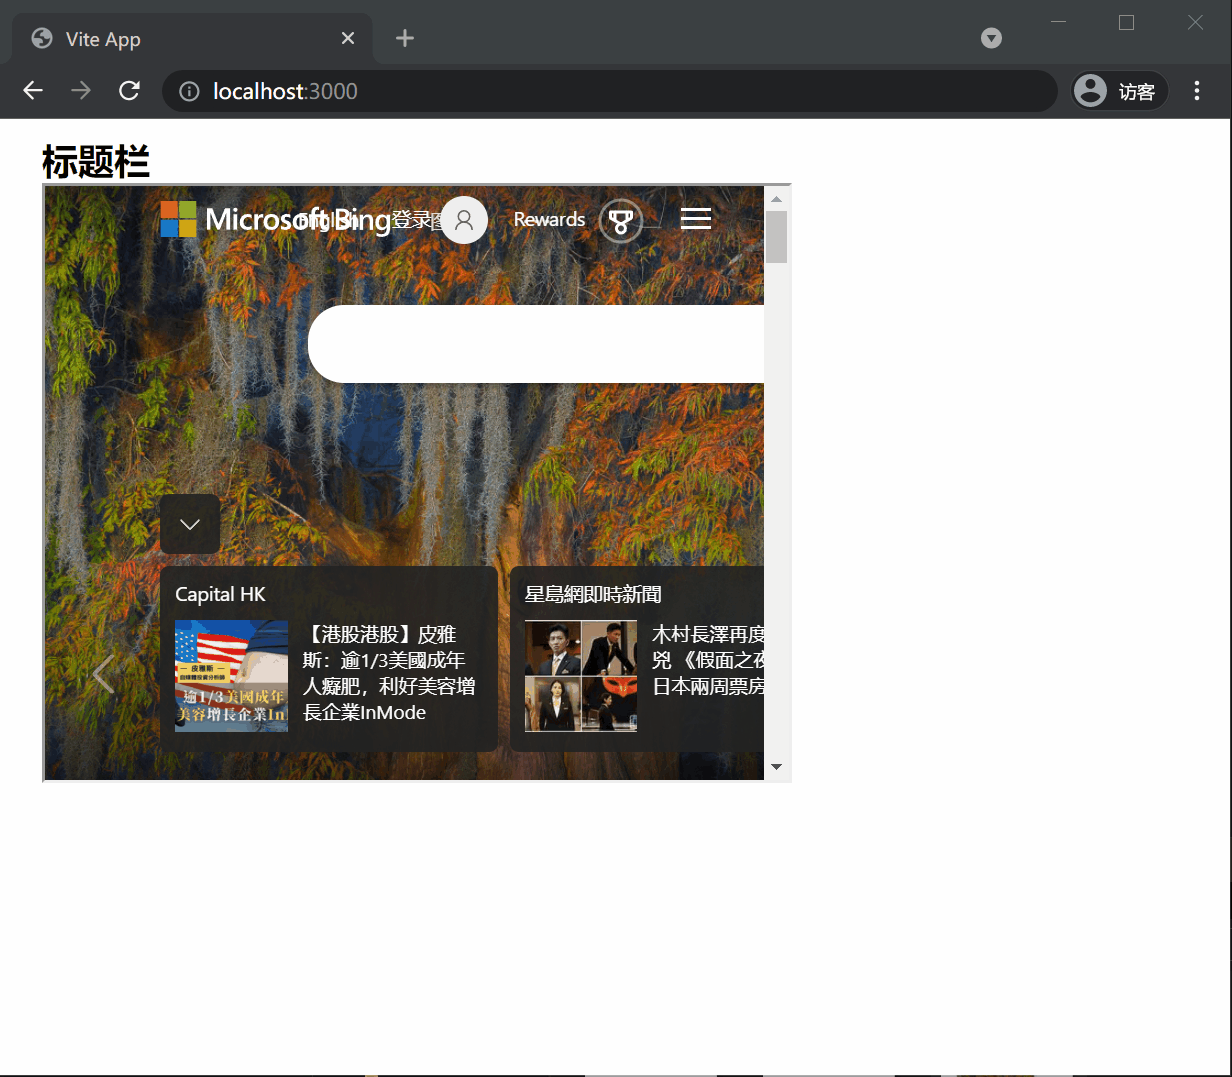 Vite App
localhost:3000
访客
标题栏
Microsoft Bing
English
登录
Rewards
Capital HK
【港股港股】皮雅
斯：逾1/3美國成年
人癡肥，利好美容增
長企業InMode
皮雅斯
逾1/3美國成年
美容增長企業In
星島網即時新聞
木村長澤再度
兇 《假面之夜
日本兩周票房